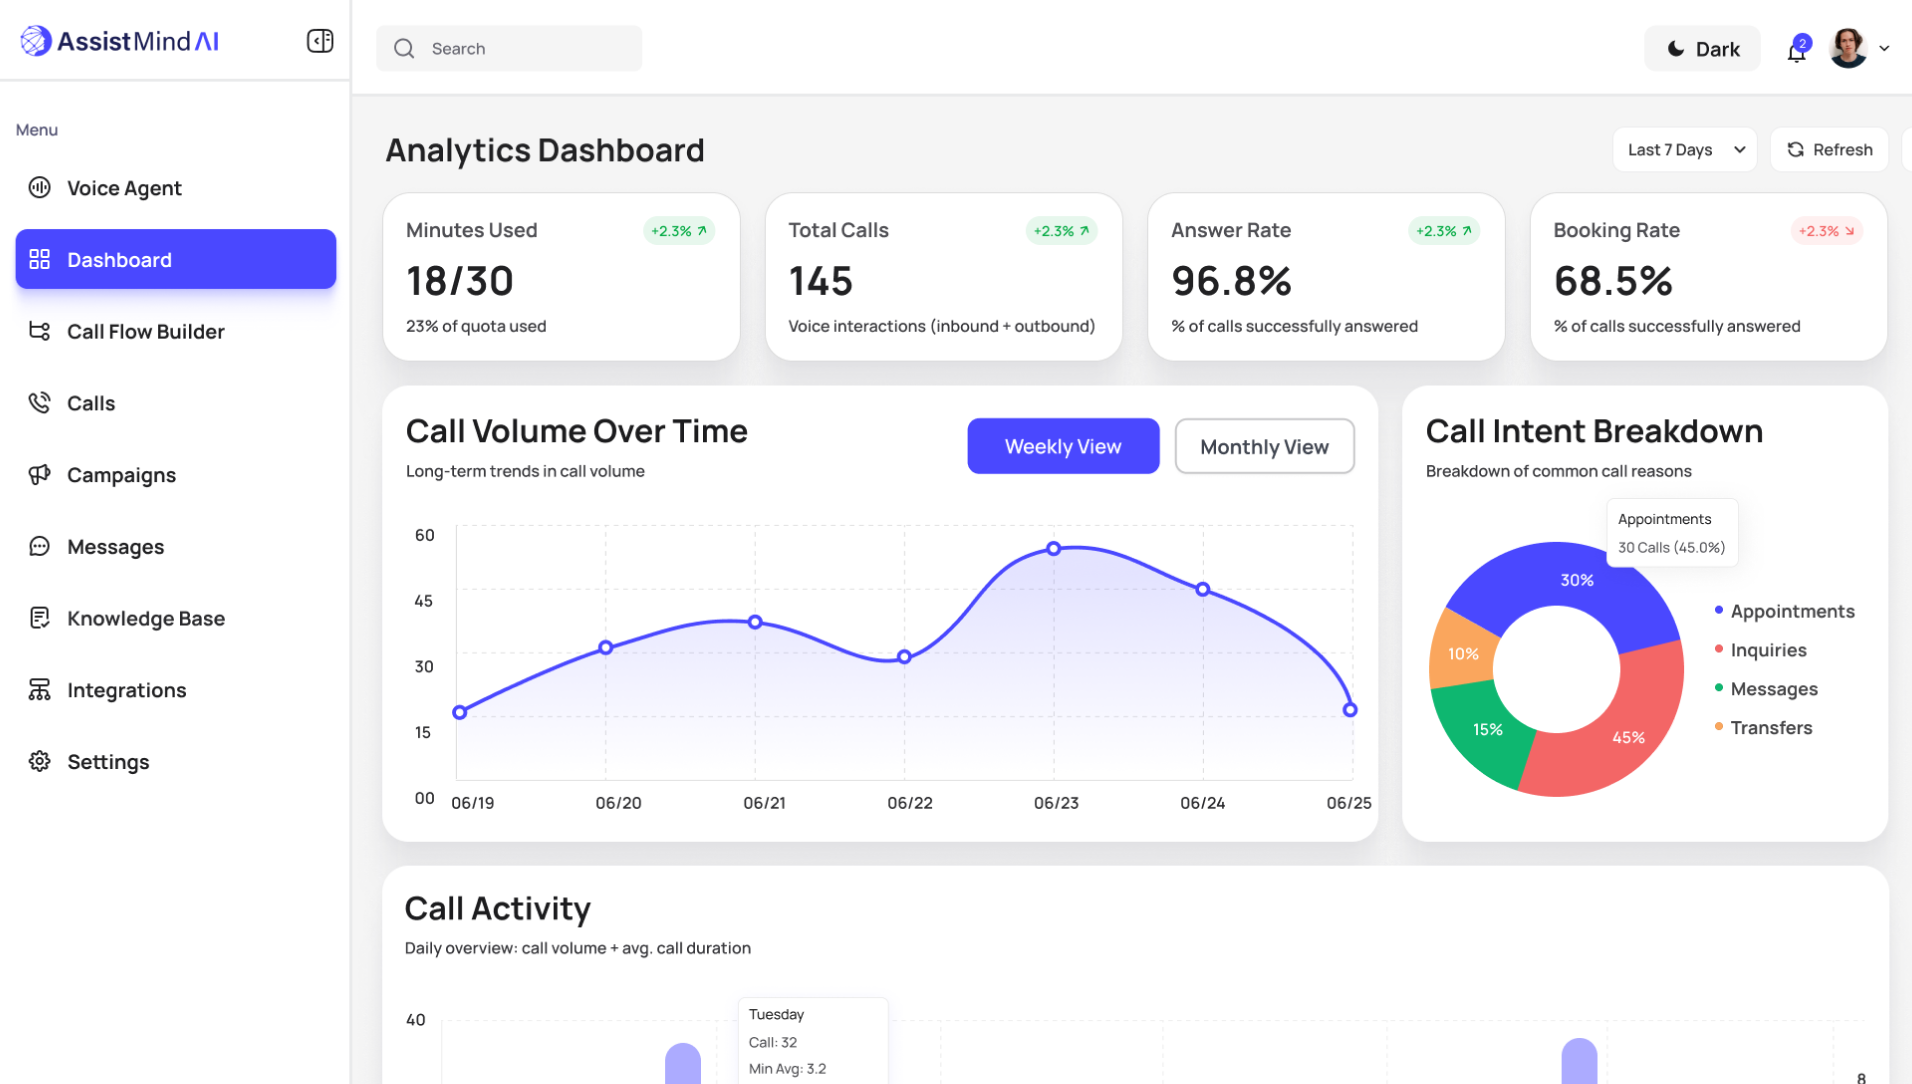 AssistMind AI
Search
Dark
2
Menu
Voice Agent
Dashboard
Call Flow Builder
Calls
Campaigns
Messages
Knowledge Base
Integrations
Settings
Analytics Dashboard
Last 7 Days
Refresh
Minutes Used
+2.3%
18/30
23% of quota used
Total Calls
+2.3%
145
Voice interactions (inbound + outbound)
Answer Rate
+2.3%
96.8%
% of calls successfully answered
Booking Rate
+2.3%
68.5%
% of calls successfully answered
Call Volume Over Time
Long-term trends in call volume
Weekly View
Monthly View
60
45
30
15
00
06/19
06/20
06/21
06/22
06/23
06/24
06/25
Call Intent Breakdown
Breakdown of common call reasons
Appointments
30 Calls (45.0%)
30%
10%
15%
45%
Appointments
Inquiries
Messages
Transfers
Call Activity
Daily overview: call volume + avg. call duration
40
Tuesday
Call: 32
Min Avg: 3.2
8